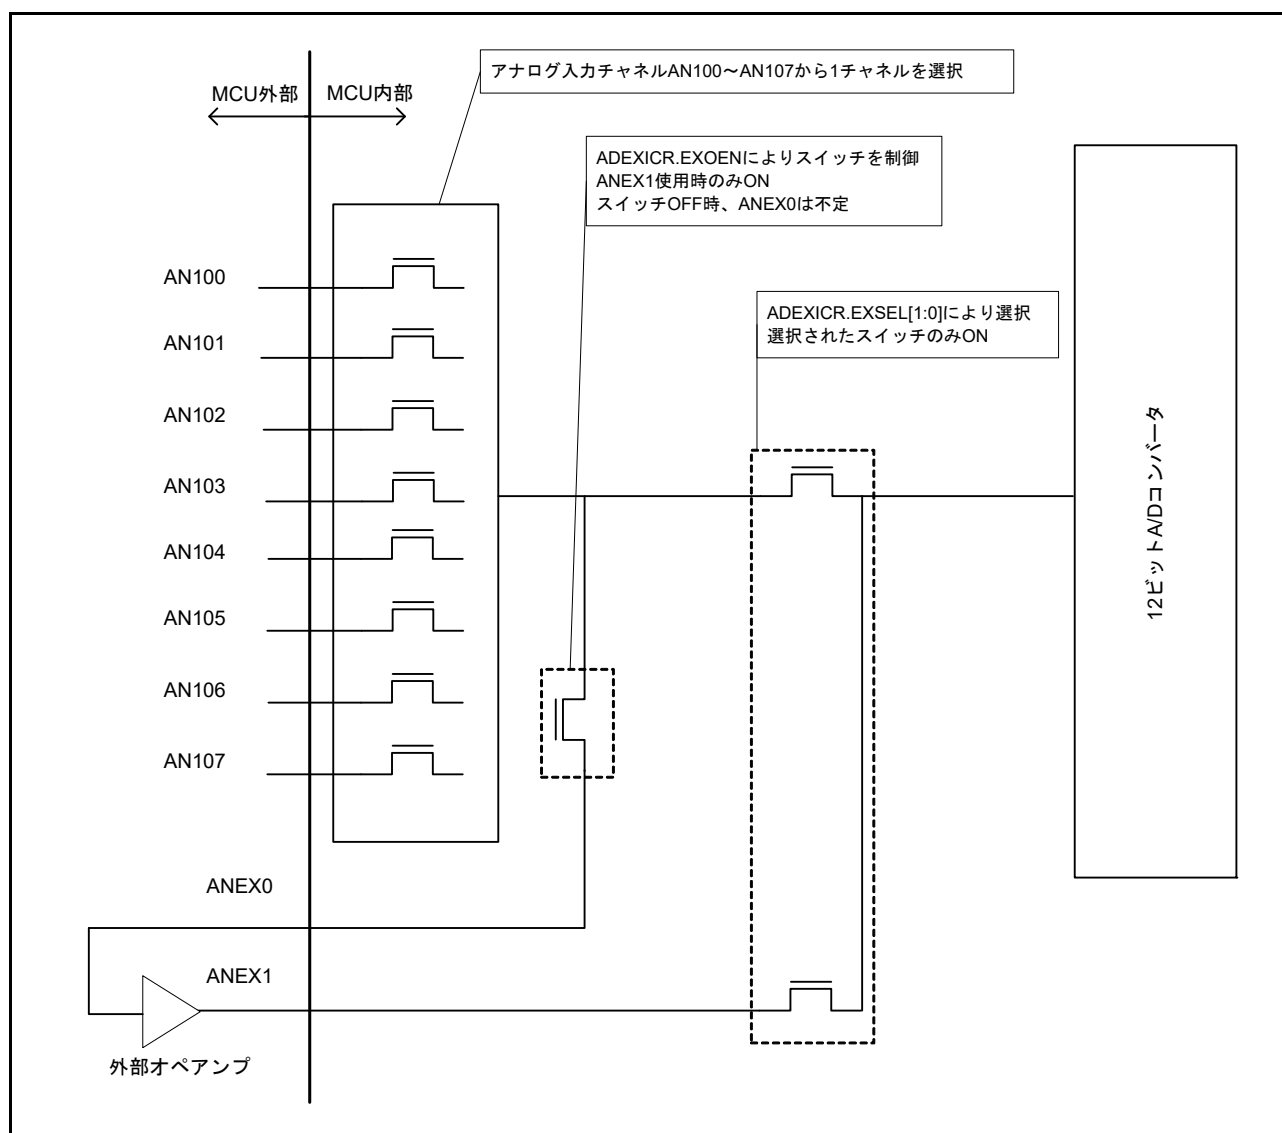 アナログ入力チャネルAN100～AN107から1チャネルを選択
MCU外部
MCU内部
ADEXICR.EXOENによりスイッチを制御
ANEX1使用時のみON
スイッチOFF時、ANEX0は不定
AN100
ADEXICR.EXSEL[1:0]により選択
選択されたスイッチのみON
AN101
AN102
AN103
AN104
AN105
AN106
AN107
12ビットA/Dコンバータ
ANEX0
ANEX1
外部オペアンプ